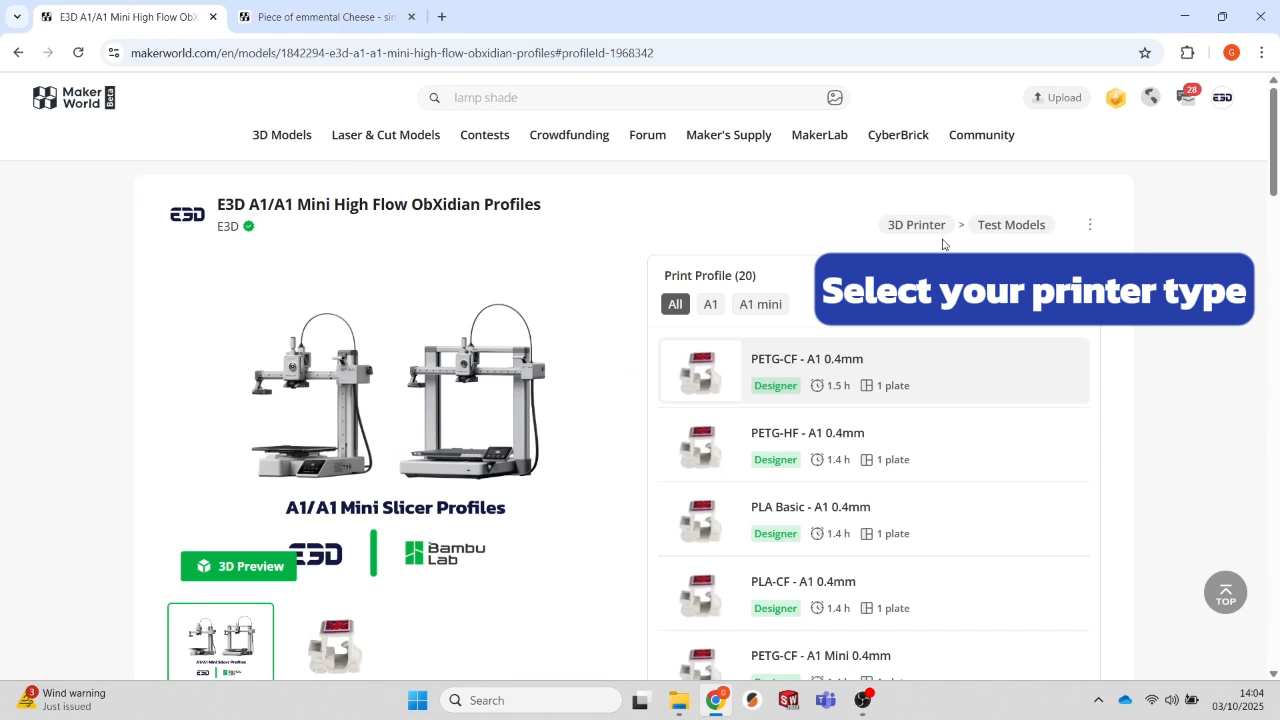 E3D A1/A1 Mini High Flow ObX
Piece of emmental Cheese - sin
makerworld.com/en/models/1842294-e3d-a1-a1-mini-high-flow-obxidian-profiles#profileId-1968342
G
Maker
World
Beta
lamp shade
Upload
28
E3D
3D Models
Laser & Cut Models
Contests
Crowdfunding
Forum
Maker's Supply
MakerLab
CyberBrick
Community
E3D
E3D A1/A1 Mini High Flow ObXidian Profiles
E3D
3D Printer > Test Models
Select your printer type
Print Profile (20)
All
A1
A1 mini
PETG-CF - A1 0.4mm
Designer 1.5 h 1 plate
PETG-HF - A1 0.4mm
Designer 1.4 h 1 plate
PLA Basic - A1 0.4mm
Designer 1.4 h 1 plate
PLA-CF - A1 0.4mm
Designer 1.4 h 1 plate
PETG-CF - A1 Mini 0.4mm
A1/A1 Mini Slicer Profiles
E3D
Bambu
Lab
3D Preview
TOP
3
Wind warning
Just issued
Search
14:04
03/10/2025